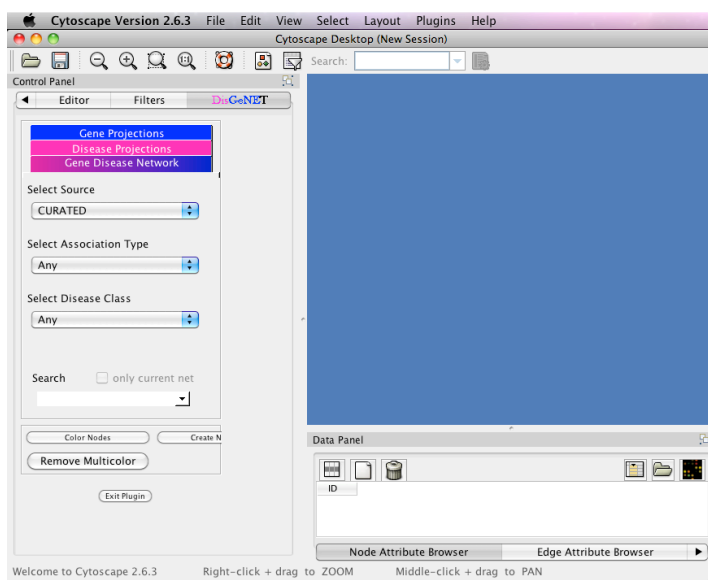 Cytoscape Version 2.6.3 File Edit View Select Layout Plugins Help
Cytoscape Desktop (New Session)
Search:
Control Panel
Editor Filters DisGeNET
Gene Projections
Disease Projections
Gene Disease Network
Select Source
CURATED
Select Association Type
Any
Select Disease Class
Any
Search only current net
Color Nodes Create N
Remove Multicolor
Exit Plugin
Data Panel
ID
Node Attribute Browser Edge Attribute Browser
Welcome to Cytoscape 2.6.3 Right-click + drag to ZOOM Middle-click + drag to PAN